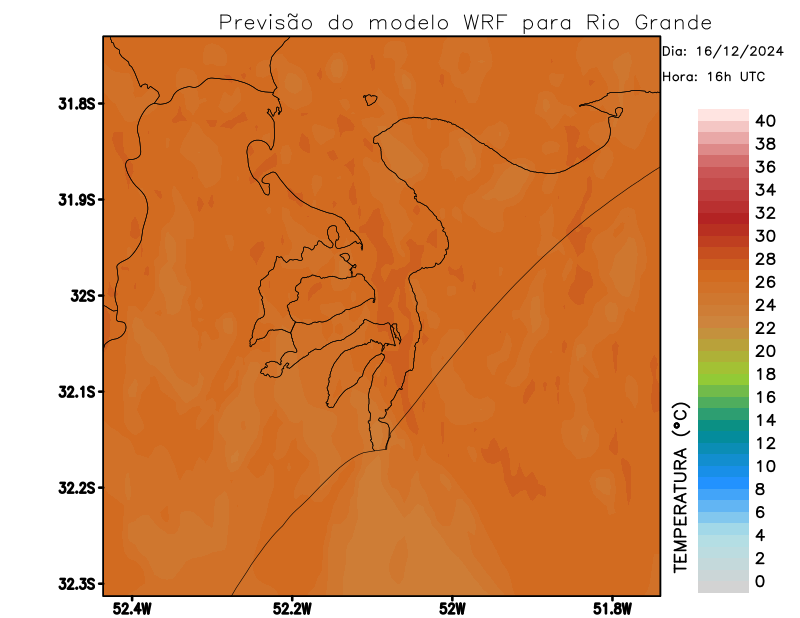 Previsão do modelo WRF para Rio Grande
Dia: 16/12/2024
Hora: 16h UTC
31.8S
31.9S
32S
32.1S
32.2S
32.3S
52.4W
52.2W
52W
51.8W
TEMPERATURA (°C)
40
38
36
34
32
30
28
26
24
22
20
18
16
14
12
10
8
6
4
2
0